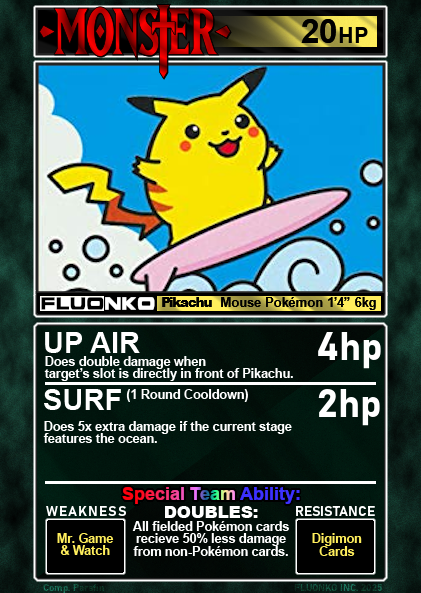 MONSTER
20HP
FLUONKO Pikachu Mouse Pokémon 1'4” 6kg
UP AIR 4hp
Does double damage when
target's slot is directly in front of Pikachu.
SURF (1 Round Cooldown) 2hp
Does 5x extra damage if the current stage
features the ocean.
Special Team Ability:
WEAKNESS
Mr. Game
& Watch
DOUBLES:
All fielded Pokémon cards
recieve 50% less damage
from non-Pokémon cards.
RESISTANCE
Digimon
Cards
FLUONKO INC. 2025